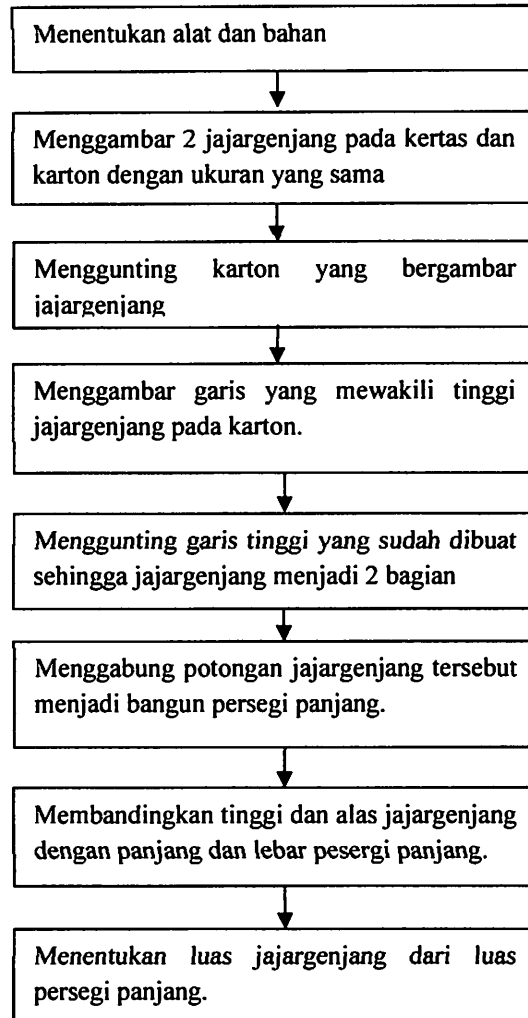 Menentukan alat dan bahan
Menggambar 2 jajargenjang pada kertas dan
karton dengan ukuran yang sama
Menggunting karton yang bergambar
jajargenjang
Menggambar garis yang mewakili tinggi
jajargenjang pada karton.
Menggunting garis tinggi yang sudah dibuat
sehingga jajargenjang menjadi 2 bagian
Menggabung potongan jajargenjang tersebut
menjadi bangun persegi panjang.
Membandingkan tinggi dan alas jajargenjang
dengan panjang dan lebar pesergi panjang.
Menentukan luas jajargenjang dari luas
persegi panjang.